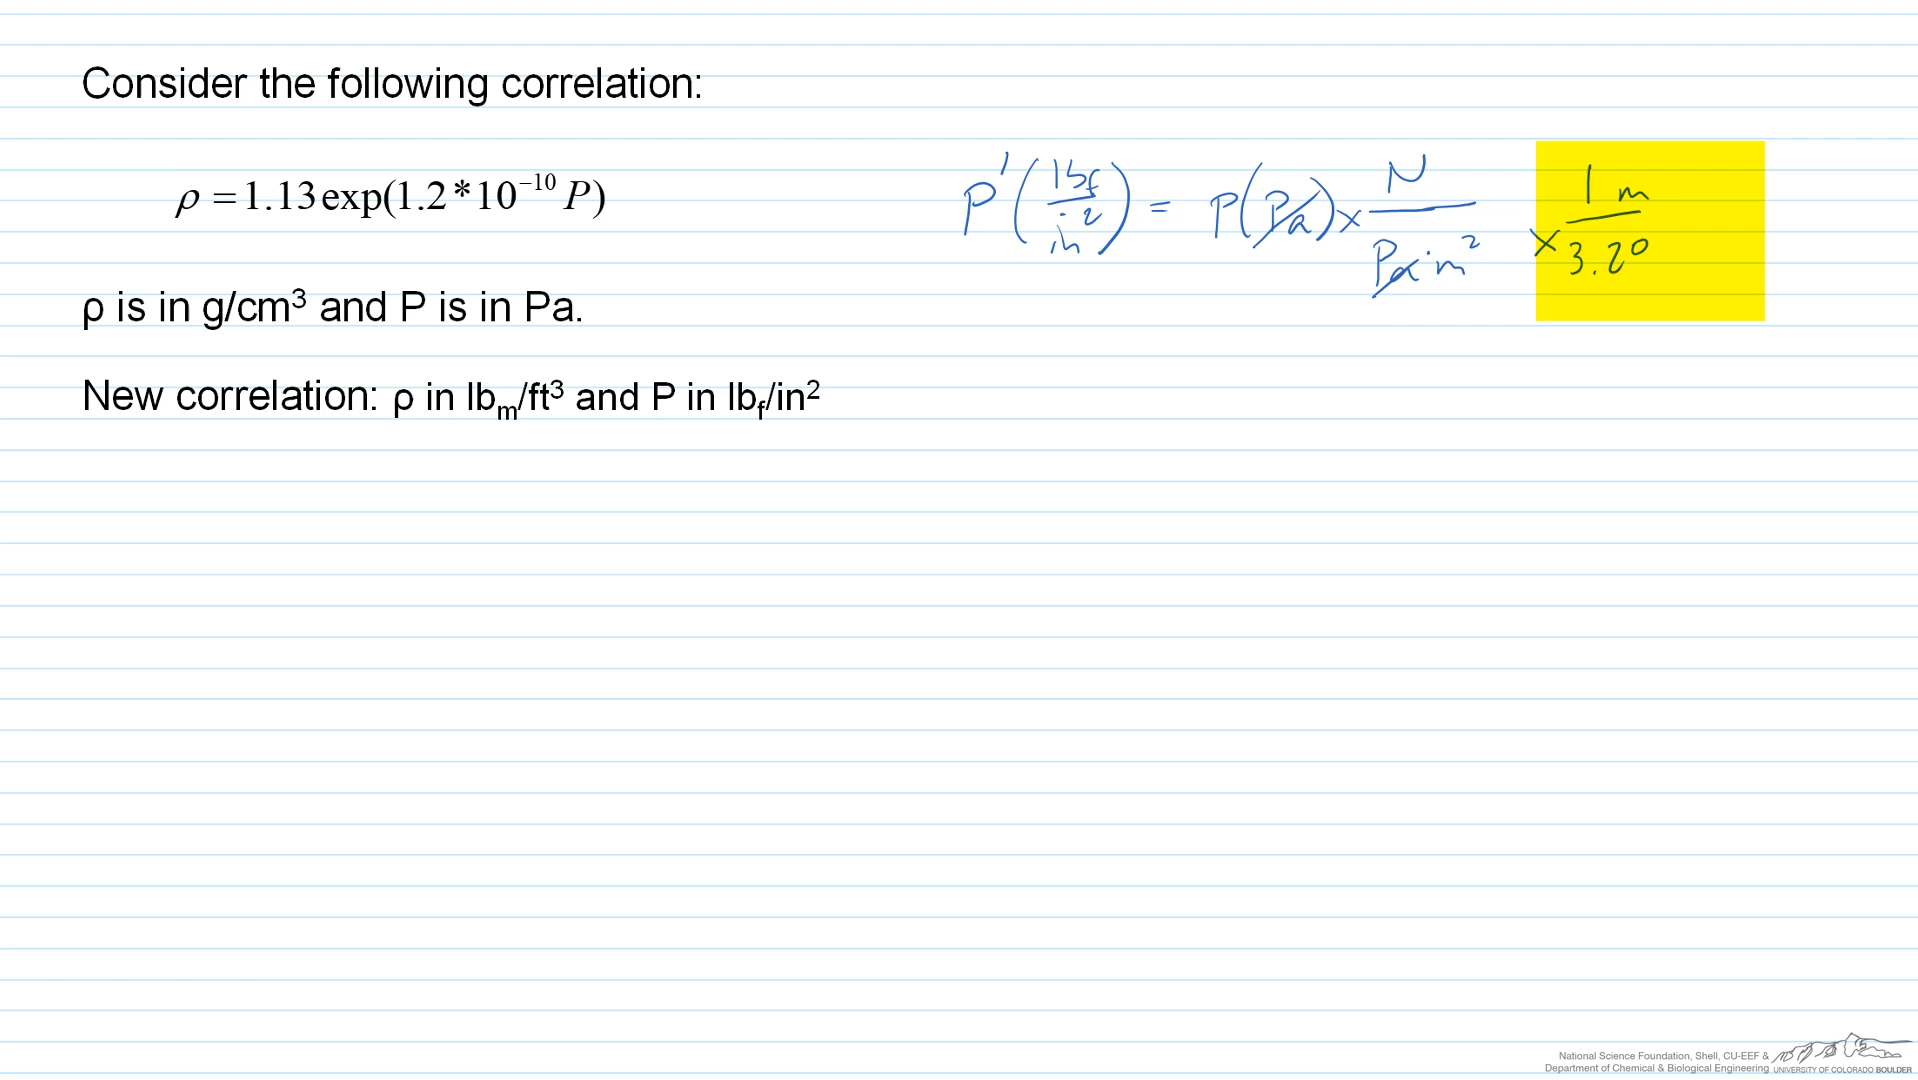 Consider the following correlation:
ρ = 1.13 exp(1.2*10⁻¹⁰ P)
P'(lbf/in²) = P(Pa) x N/Pa·m² x 1 m/3.20
ρ is in g/cm³ and P is in Pa.
New correlation: ρ in lbₘ/ft³ and P in lbf/in²
National Science Foundation, Shell, CU-EEF &
Department of Chemical & Biological Engineering UNIVERSITY OF COLORADO BOULDER